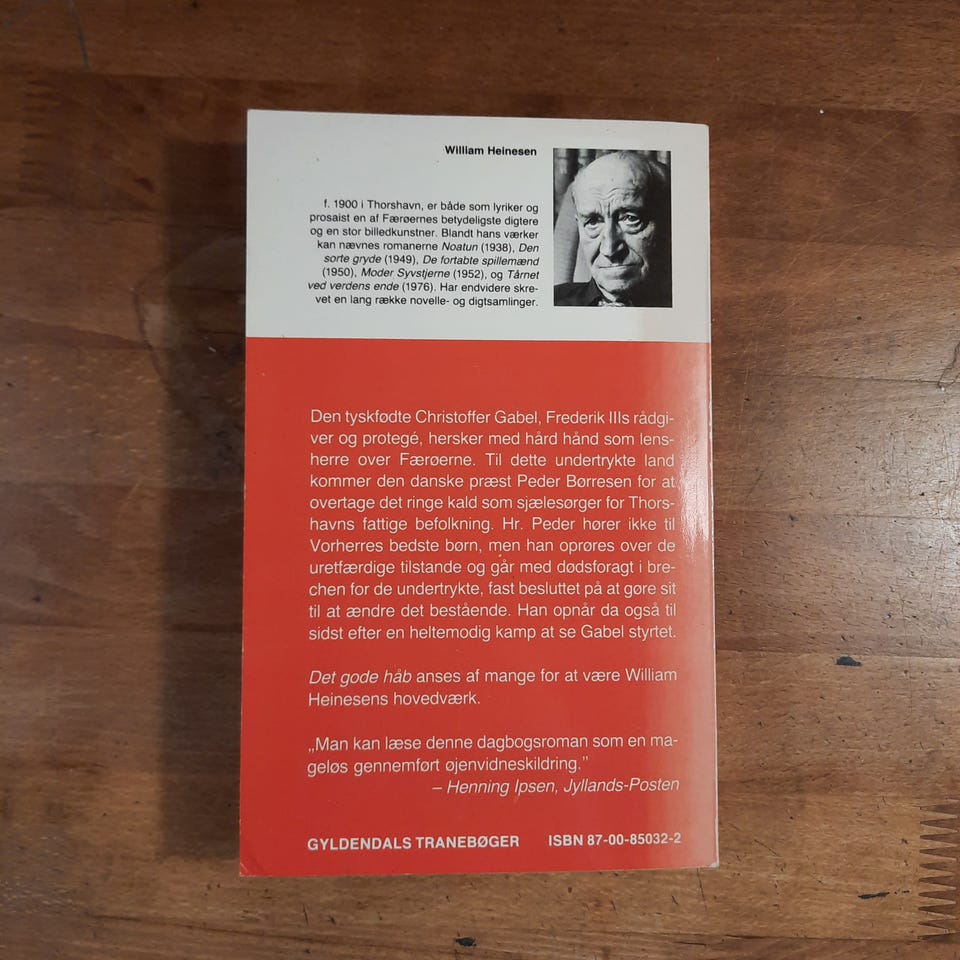 William Heinesen
f. 1900 i Thorshavn, er både som lyriker og
prosaist en af Færøernes betydeligste digtere
og en stor billedkunstner. Blandt hans værker
kan nævnes romanerne Noatun (1938), Den
sorte gryde (1949), De fortabte spillemænd
(1950), Moder Syvstjerne (1952), og Tårnet
ved verdens ende (1976). Har endvidere skre-
vet en lang række novelle- og digtsamlinger.
Den tyskfødte Christoffer Gabel, Frederik IIIs rådgi-
ver og protegé, hersker med hård hånd som lens-
herre over Færøerne. Til dette undertrykte land
kommer den danske præst Peder Børresen for at
overtage det ringe kald som sjælesørger for Thors-
havns fattige befolkning. Hr. Peder hører ikke til
Vorherres bedste børn, men han oprøres over de
uretfærdige tilstande og går med dødsforagt i bre-
chen for de undertrykte, fast besluttet på at gøre sit
til at ændre det bestående. Han opnår da også til
sidst efter en heltemodig kamp at se Gabel styrtet.
Det gode håb anses af mange for at være William
Heinesens hovedværk.
„Man kan læse denne dagbogsroman som en ma-
geløs gennemført øjenvidneskildring.”
– Henning Ipsen, Jyllands-Posten
GYLDENDALS TRANEBØGER ISBN 87-00-85032-2